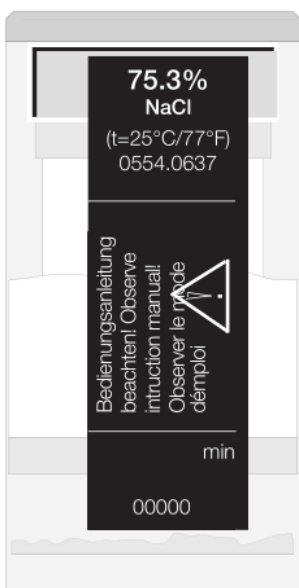 75.3%
NaCl
(t=25°C/77°F)
0554.0637
Bedienungsanleitung
beachten! Observe
intruction manual!
Observer le mode
démploi
min
00000